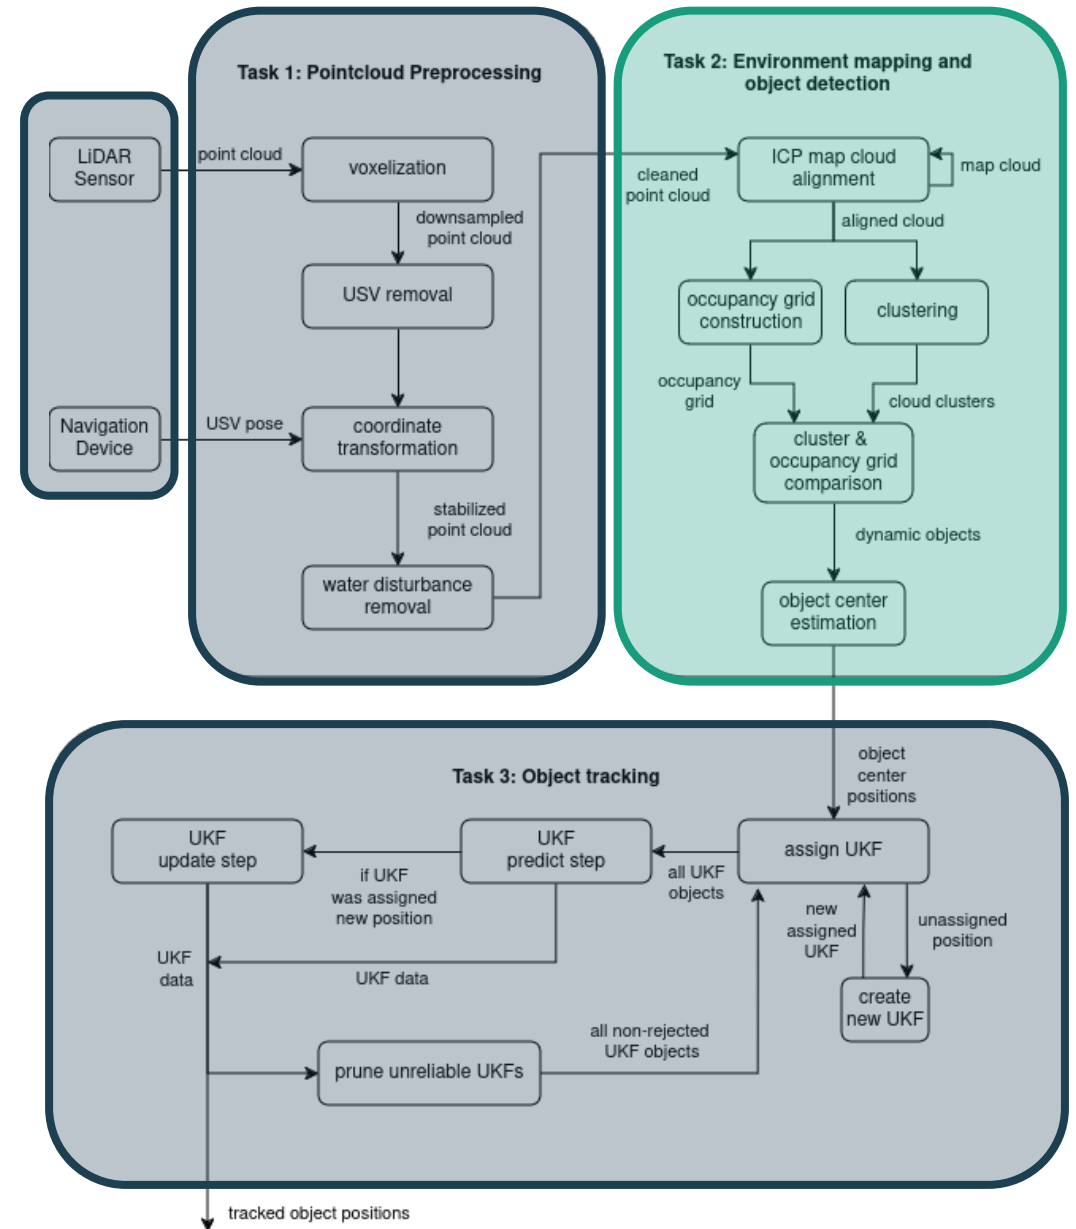 Task 1: Pointcloud Preprocessing
LiDAR
Sensor
point cloud
voxelization
downsampled
point cloud
USV removal
Navigation
Device
USV pose
coordinate
transformation
stabilized
point cloud
water disturbance
removal
Task 2: Environment mapping and
object detection
cleaned
point cloud
ICP map cloud
alignment
map cloud
aligned cloud
occupancy grid
construction
clustering
occupancy
grid
cloud clusters
cluster &
occupancy grid
comparison
dynamic objects
object center
estimation
object
center
positions
Task 3: Object tracking
UKF
update step
UKF
predict step
assign UKF
if UKF
was assigned
new position
all UKF
objects
new
assigned
UKF
unassigned
position
UKF
data
UKF data
create
new UKF
all non-rejected
UKF objects
prune unreliable UKFs
tracked object positions